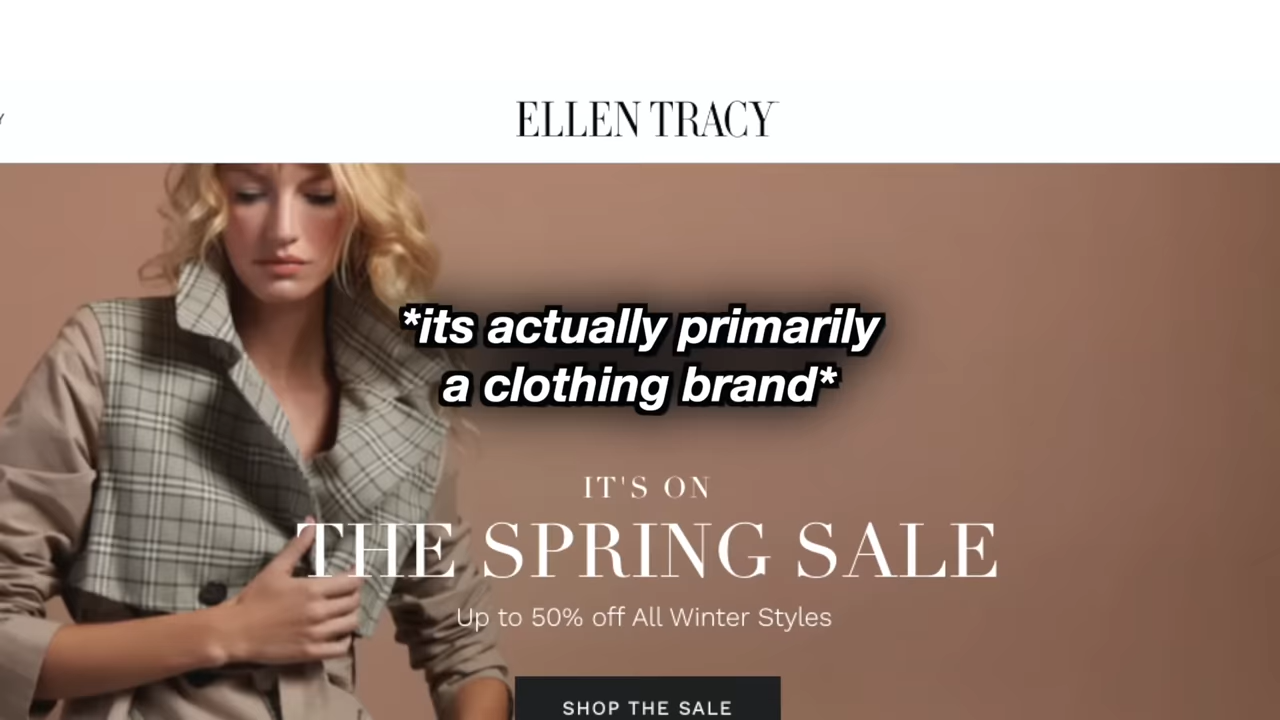 ELLEN TRACY
*its actually primarily
a clothing brand*
IT'S ON
THE SPRING SALE
Up to 50% off All Winter Styles
SHOP THE SALE